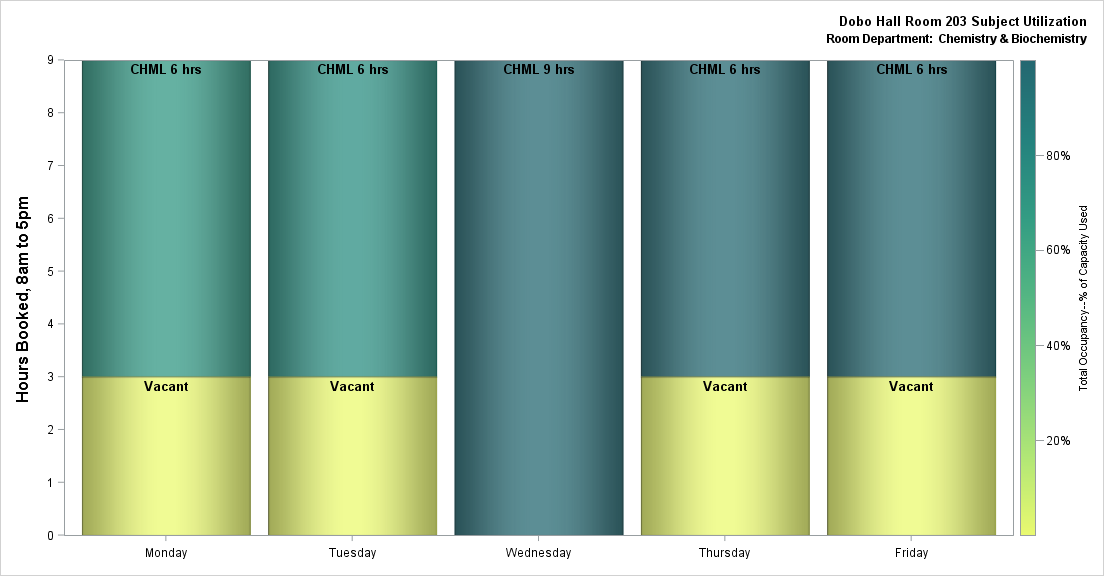 Dobo Hall Room 203 Subject Utilization
Room Department: Chemistry & Biochemistry
Hours Booked, 8am to 5pm
9
8
7
6
5
4
3
2
1
0
CHML 6 hrs
CHML 6 hrs
CHML 9 hrs
CHML 6 hrs
CHML 6 hrs
Vacant
Vacant
Vacant
Vacant
Monday
Tuesday
Wednesday
Thursday
Friday
80%
60%
40%
20%
Total Occupancy--% of Capacity Used